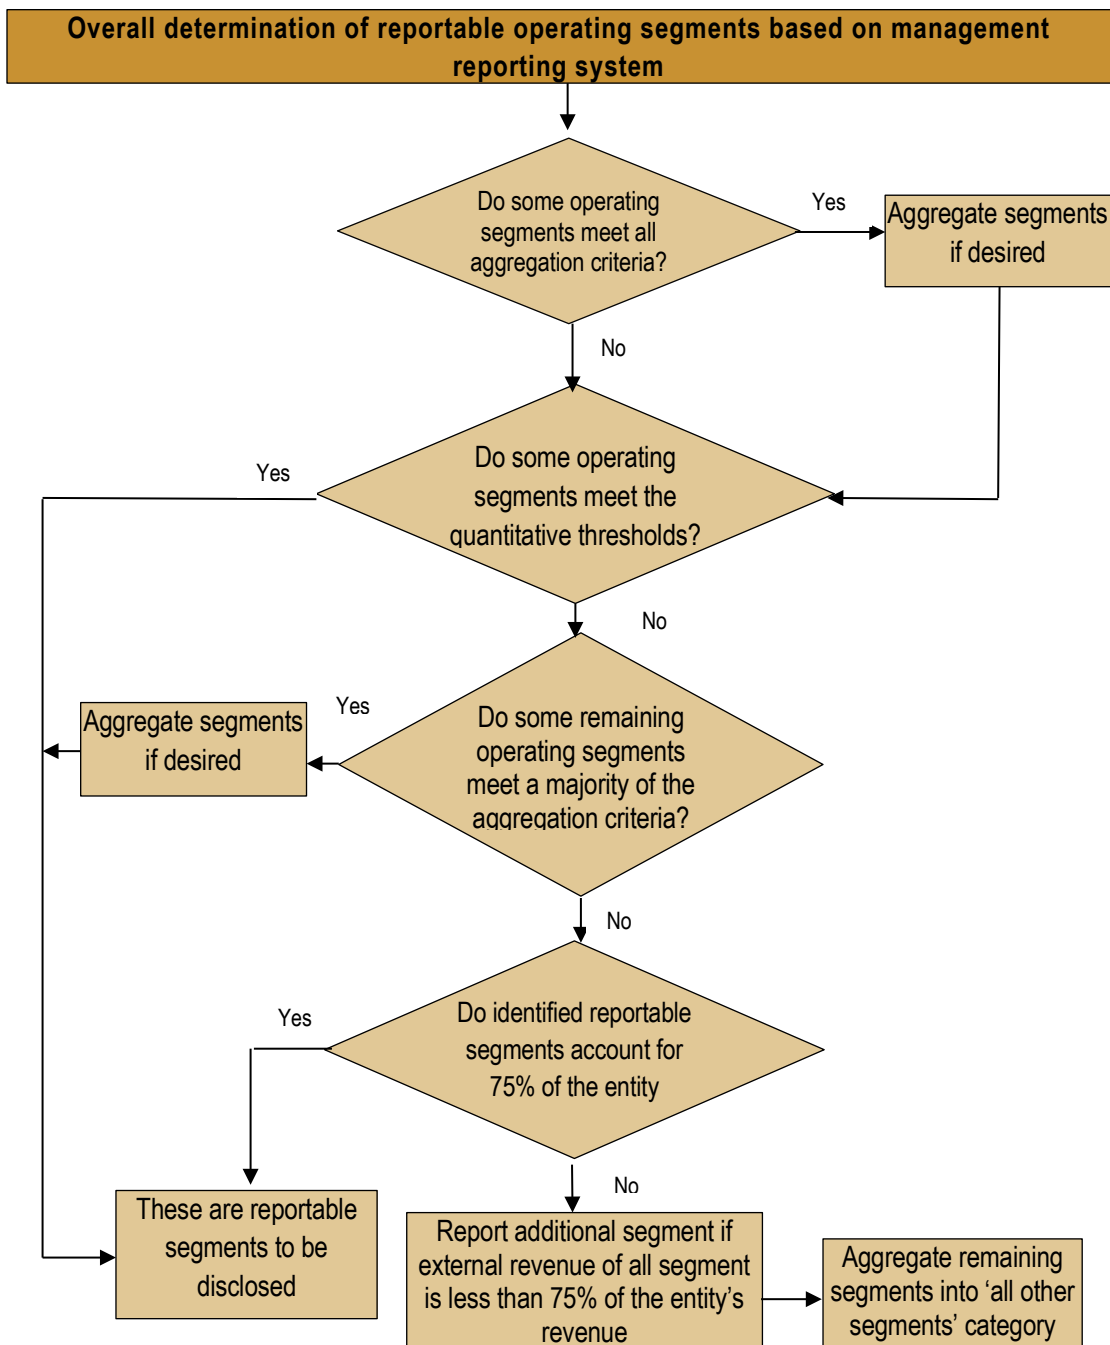 Overall determination of reportable operating segments based on management
reporting system
Do some operating
segments meet all
aggregation criteria?
Yes
Aggregate segments
if desired
No
Do some operating
segments meet the
quantitative thresholds?
Yes
No
Do some remaining
operating segments
meet a majority of the
aggregation criteria?
Yes
Aggregate segments
if desired
No
Do identified reportable
segments account for
75% of the entity
Yes
No
These are reportable
segments to be
disclosed
Report additional segment if
external revenue of all segment
is less than 75% of the entity’s
revenue
Aggregate remaining
segments into ‘all other
segments’ category